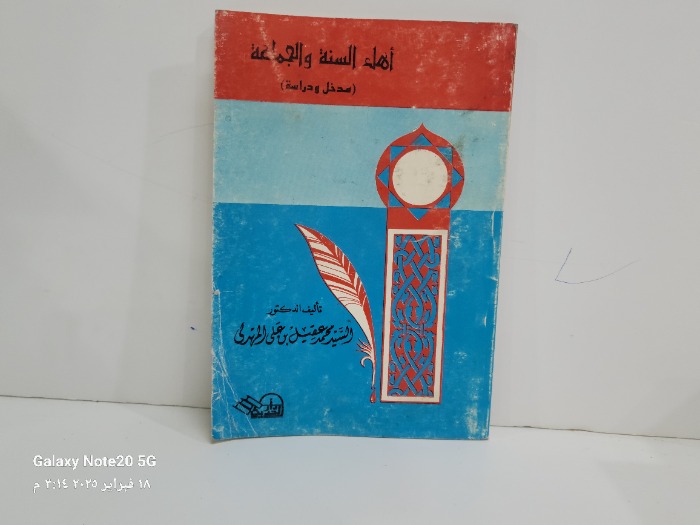 أهل السنة والجماعة
(مدخل ودراسة)
تأليف الدكتور
السيد محمد عقيل بن علي المهدلي
Galaxy Note20 5G
١٨ فبراير ٢٠٢٥ ٣:١٤ م